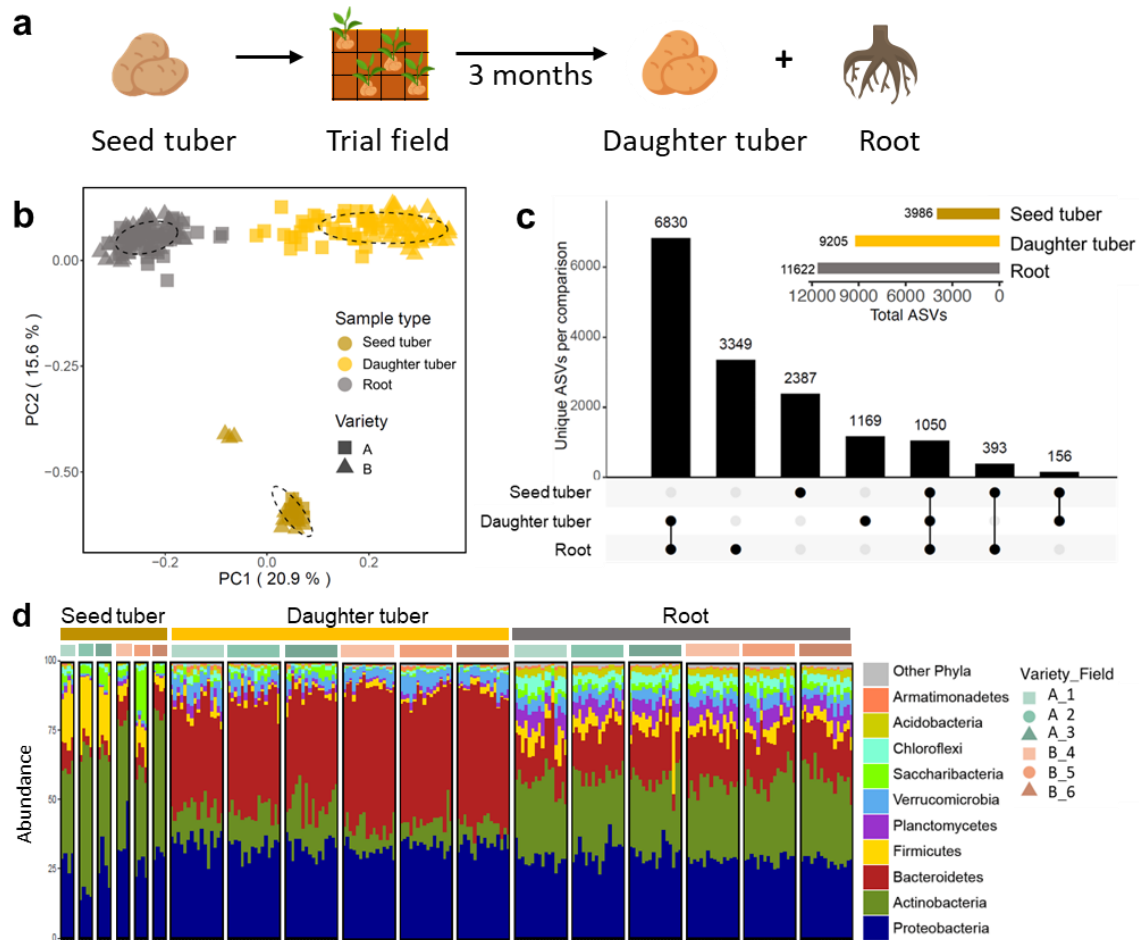 a
3 months
+
Seed tuber
Trial field
Daughter tuber
Root
b
0.00
−0.25
−0.50
PC2 ( 15.6 % )
Sample type
Seed tuber
Daughter tuber
Root
Variety
A
B
−0.2
0.0
0.2
PC1 ( 20.9 % )
c
Unique ASVs per comparison
6000
4000
2000
0
6830
3349
2387
1169
1050
393
156
3986
Seed tuber
9205
Daughter tuber
11622
Root
12000 9000 6000 3000 0
Total ASVs
Seed tuber
Daughter tuber
Root
d
Seed tuber
Daughter tuber
Root
Abundance
100
75
50
25
0
Other Phyla
Armatimonadetes
Acidobacteria
Chloroflexi
Saccharibacteria
Verrucomicrobia
Planctomycetes
Firmicutes
Bacteroidetes
Actinobacteria
Proteobacteria
Variety_Field
A_1
A_2
A_3
B_4
B_5
B_6